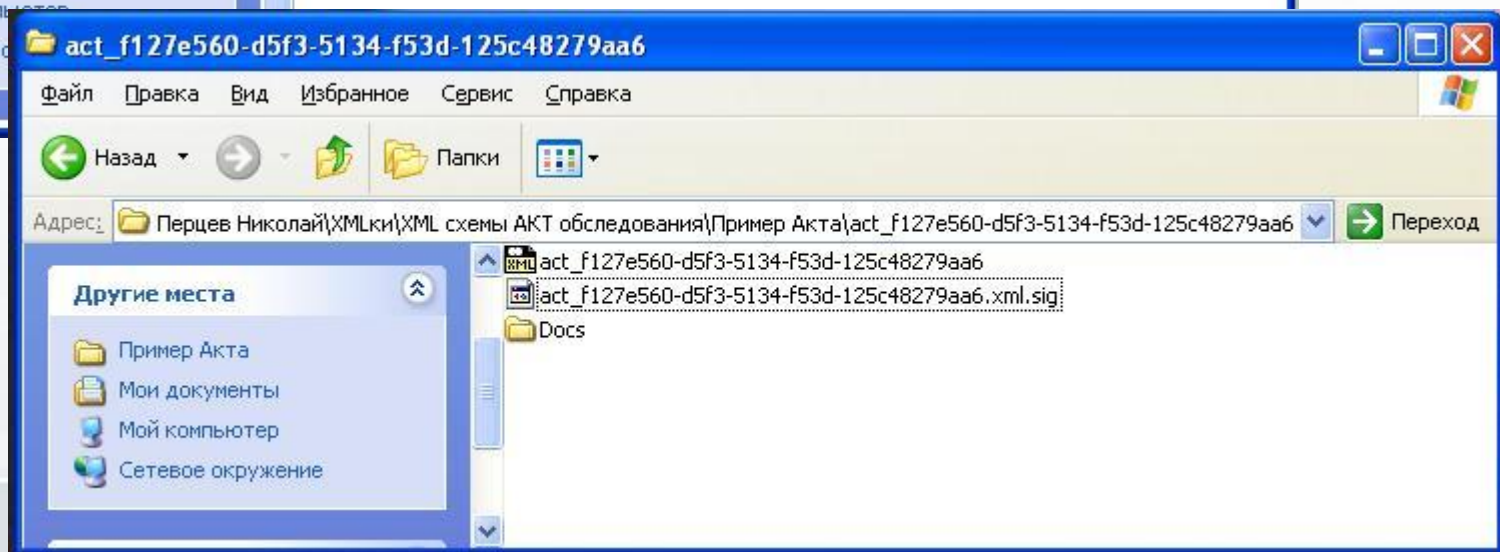 act_f127e560-d5f3-5134-f53d-125c48279aa6
Файл Правка Вид Избранное Сервис Справка
Назад Папки
Адрес: Перцев Николай\XMLки\XML схемы АКТ обследования\Пример Акта\act_f127e560-d5f3-5134-f53d-125c48279aa6 Переход
Другие места
Пример Акта
Мои документы
Мой компьютер
Сетевое окружение
XML act_f127e560-d5f3-5134-f53d-125c48279aa6
act_f127e560-d5f3-5134-f53d-125c48279aa6.xml.sig
Docs